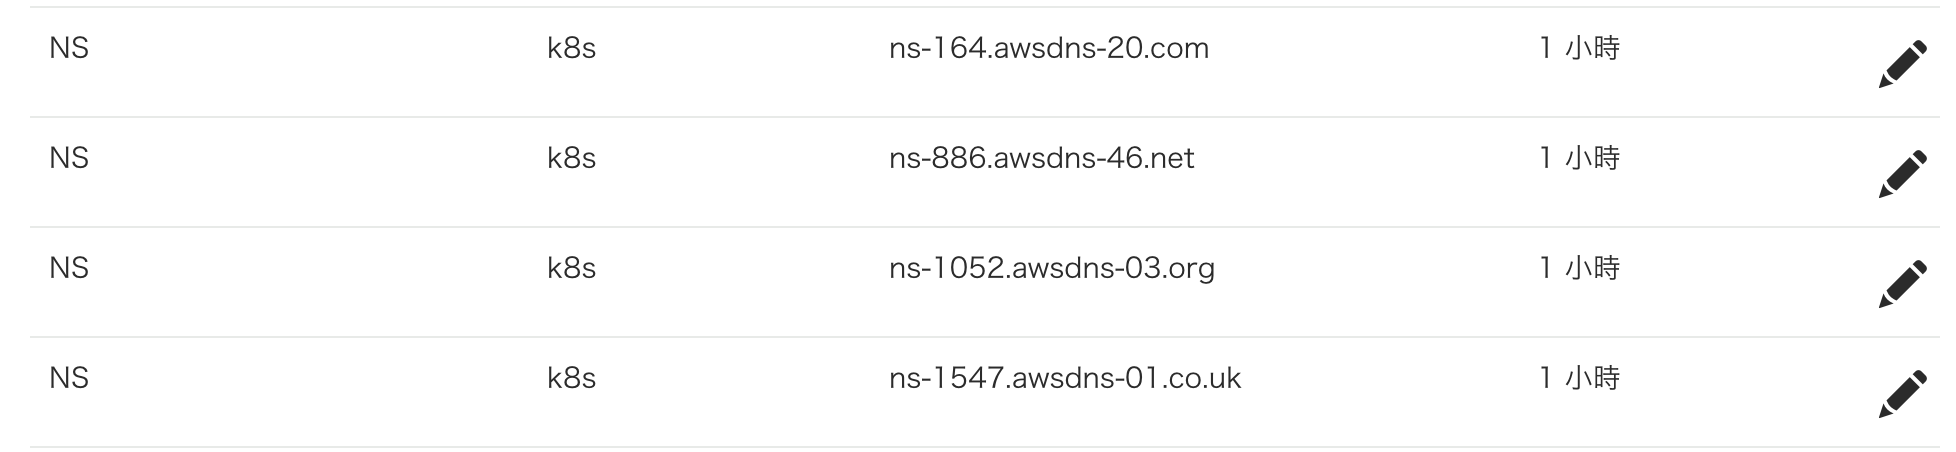 NS k8s ns-164.awsdns-20.com 1 小時
NS k8s ns-886.awsdns-46.net 1 小時
NS k8s ns-1052.awsdns-03.org 1 小時
NS k8s ns-1547.awsdns-01.co.uk 1 小時